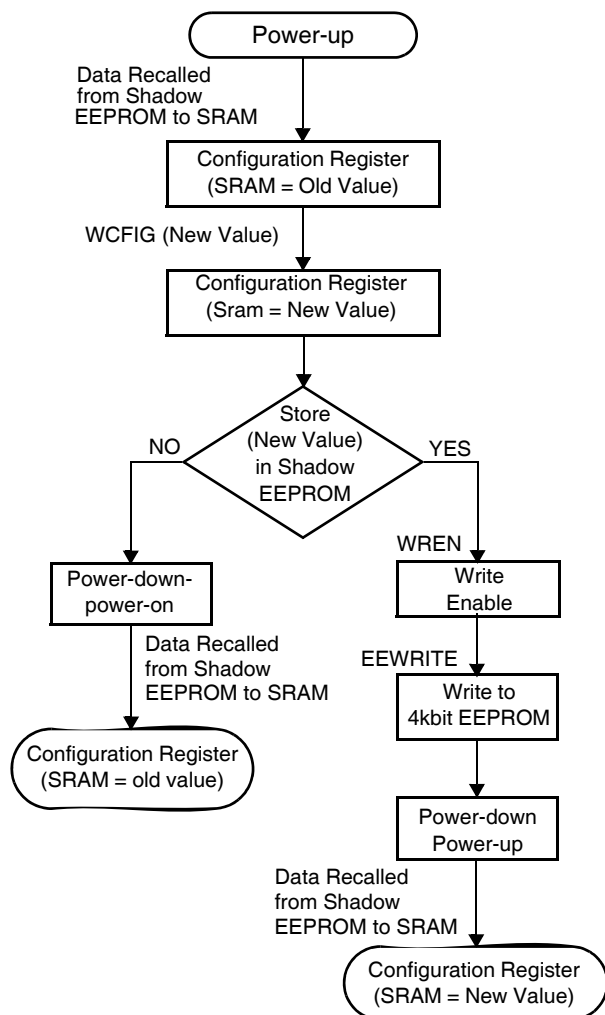 Power-up
Data Recalled
from Shadow
EEPROM to SRAM
Configuration Register
(SRAM = Old Value)
WCFIG (New Value)
Configuration Register
(Sram = New Value)
Store
(New Value)
in Shadow
EEPROM
NO
YES
Power-down-
power-on
Data Recalled
from Shadow
EEPROM to SRAM
Configuration Register
(SRAM = old value)
WREN
Write
Enable
EEWRITE
Write to
4kbit EEPROM
Power-down
Power-up
Data Recalled
from Shadow
EEPROM to SRAM
Configuration Register
(SRAM = New Value)